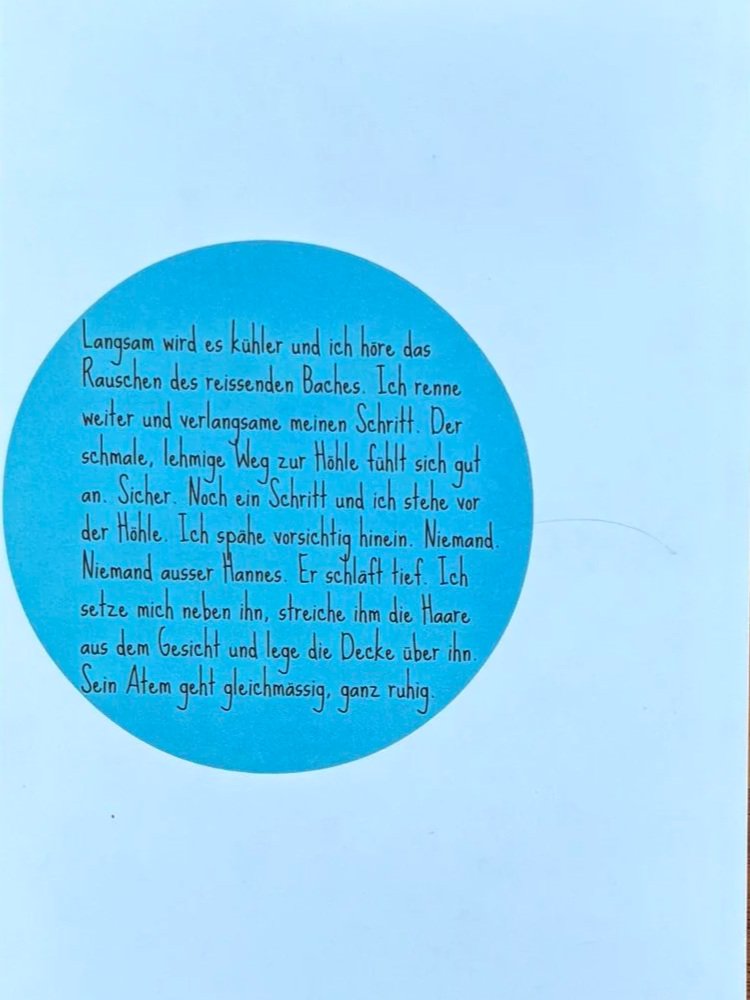 Langsam wird es kühler und ich höre das
Rauschen des reissenden Baches. Ich renne
weiter und verlangsame meinen Schritt. Der
schmale, lehmige Weg zur Höhle fühlt sich gut
an. Sicher. Noch ein Schritt und ich stehe vor
der Höhle. Ich spähe vorsichtig hinein. Niemand.
Niemand ausser Hannes. Er schläft tief. Ich
setze mich neben ihn, streiche ihm die Haare
aus dem Gesicht und lege die Decke über ihn.
Sein Atem geht gleichmässig, ganz ruhig.